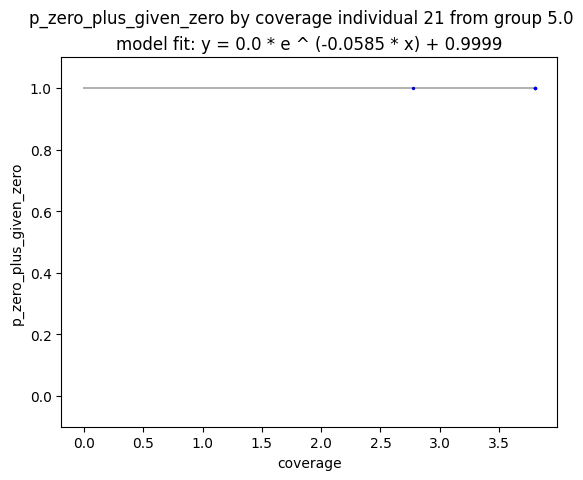 p_zero_plus_given_zero by coverage individual 21 from group 5.0
model fit: y = 0.0 * e ^ (-0.0585 * x) + 0.9999
p_zero_plus_given_zero
1.0
0.8
0.6
0.4
0.2
0.0
0.0 0.5 1.0 1.5 2.0 2.5 3.0 3.5
coverage